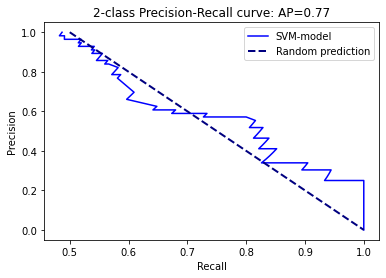 2-class Precision-Recall curve: AP=0.77
SVM-model
Random prediction
Precision
1.0
0.8
0.6
0.4
0.2
0.0
0.5 0.6 0.7 0.8 0.9 1.0
Recall